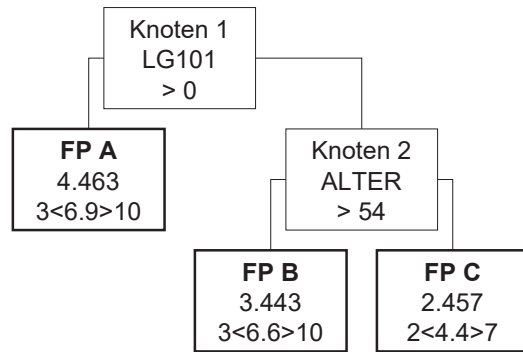 Knoten 1
LG101
> 0
FP A
4.463
3<6.9>10
Knoten 2
ALTER
> 54
FP B
3.443
3<6.6>10
FP C
2.457
2<4.4>7